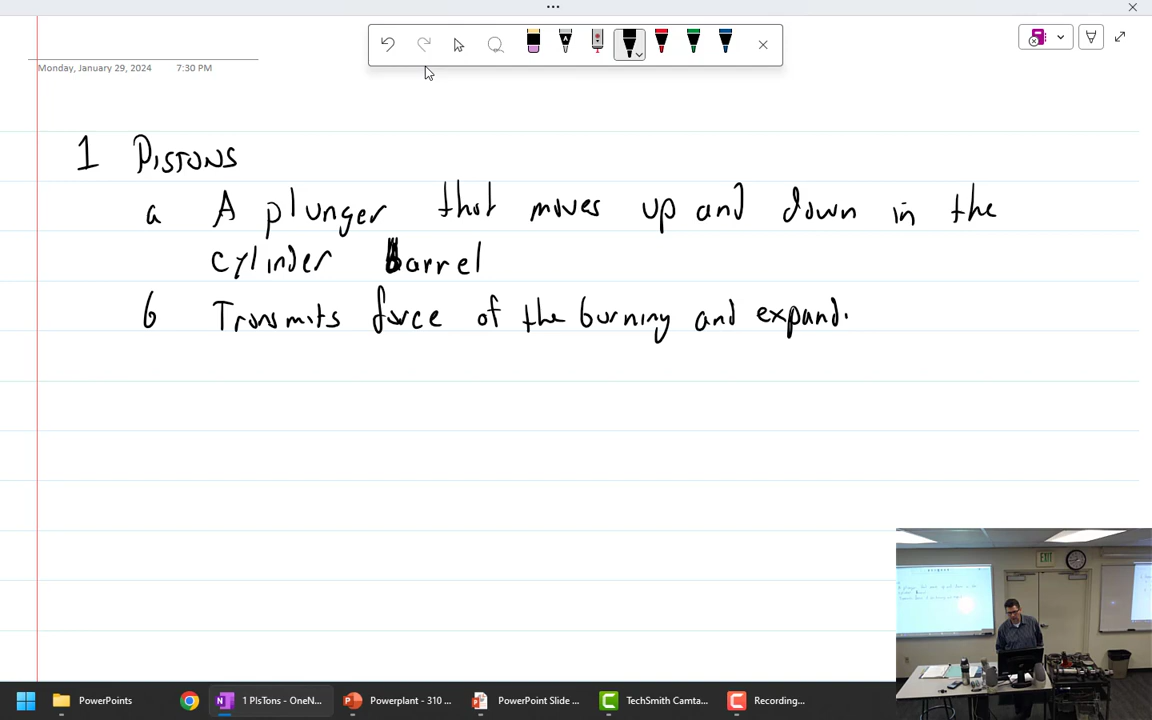 Monday, January 29, 2024 7:30 PM
1 PISTONS
a A plunger that moves up and down in the
cylinder barrel
b Transmits force of the burning and expand.
EXIT
PowerPoints
1 PIsTons - OneN...
Powerplant - 310 ...
PowerPoint Slide ...
TechSmith Camta...
Recording...